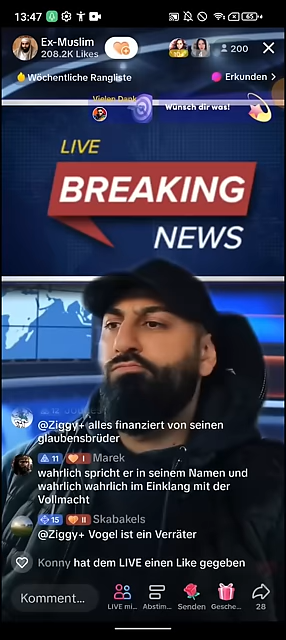 13:47
65
Ex-Muslim
208.2K Likes
200
Wöchentliche Rangliste
Erkunden
Vielen Dank
Wünsch dir was!
LIVE
BREAKING
NEWS
@Ziggy+ alles finanziert von seinen
glaubensbrüder
11 I Marek
wahrlich spricht er in seinem Namen und
wahrlich wahrlich im Einklang mit der
Vollmacht
15 II Skabakels
@Ziggy+ Vogel ist ein Verräter
Konny hat dem LIVE einen Like gegeben
Komment...
LIVE mi...
Abstim...
Senden
Gesche...
28